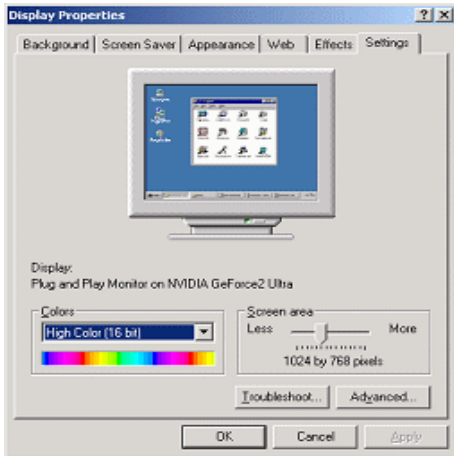 Display Properties
Background Screen Saver Appearance Web Effects Settings
Display:
Plug and Play Monitor on NVIDIA GeForce2 Ultra
Colors
High Color (16 bit)
Screen area
Less More
1024 by 768 pixels
Troubleshoot... Advanced...
OK Cancel Apply